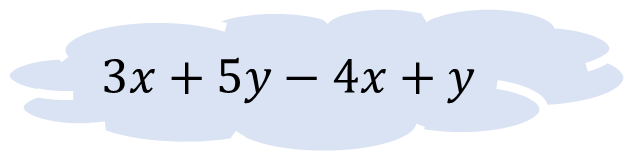 3x + 5y − 4x + y